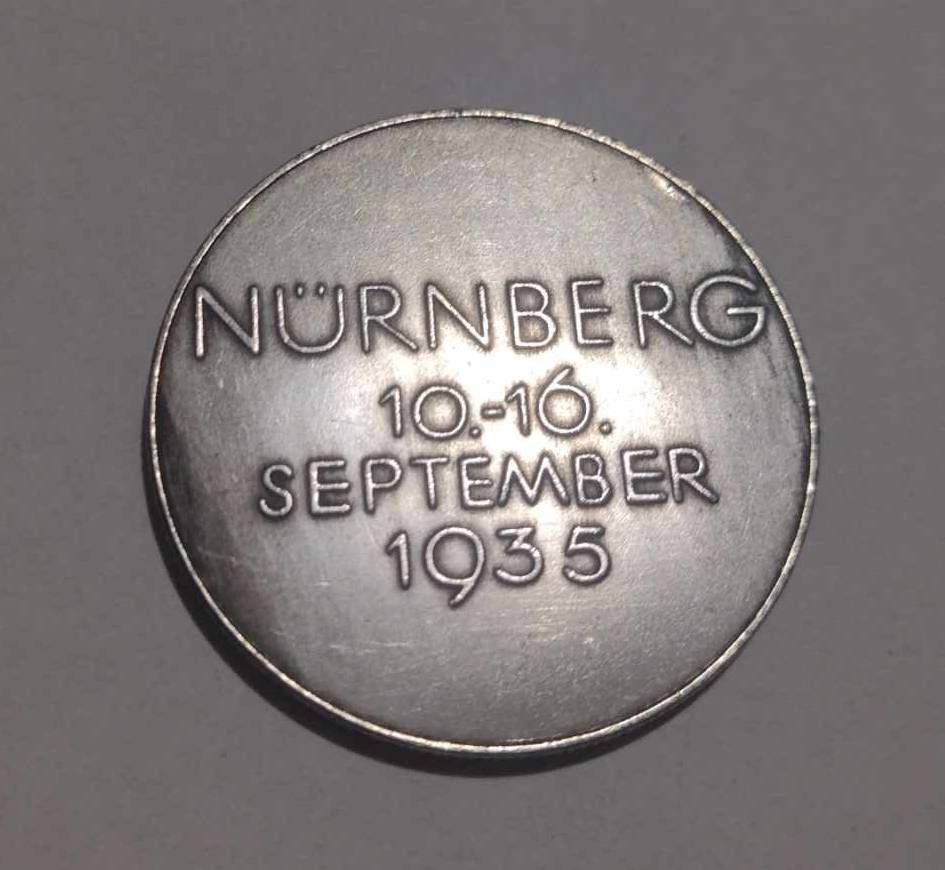 NÜRNBERG
10.-16.
SEPTEMBER
1935